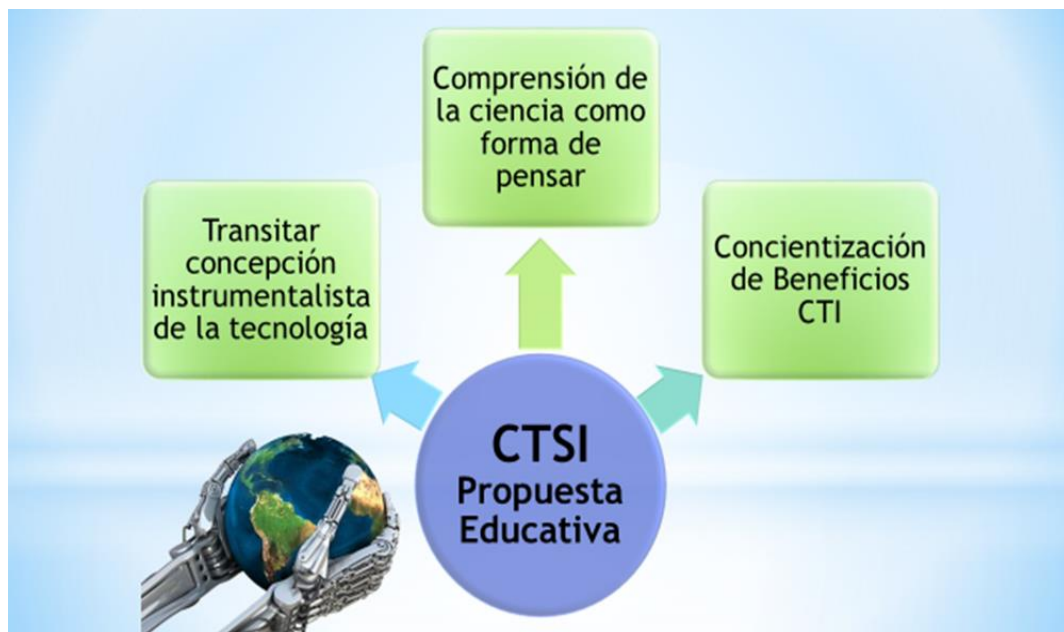 Comprensión de
la ciencia como
forma de
pensar
Transitar
concepción
instrumentalista
de la tecnología
Concientización
de Beneficios
CTI
CTSI
Propuesta
Educativa